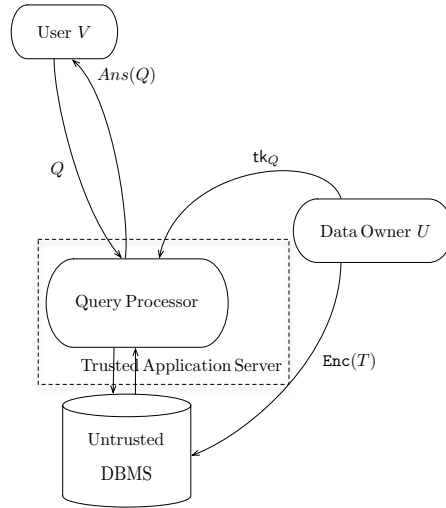 User V
Ans(Q)
Q
tk_Q
Data Owner U
Query Processor
Trusted Application Server
Enc(T)
Untrusted
DBMS